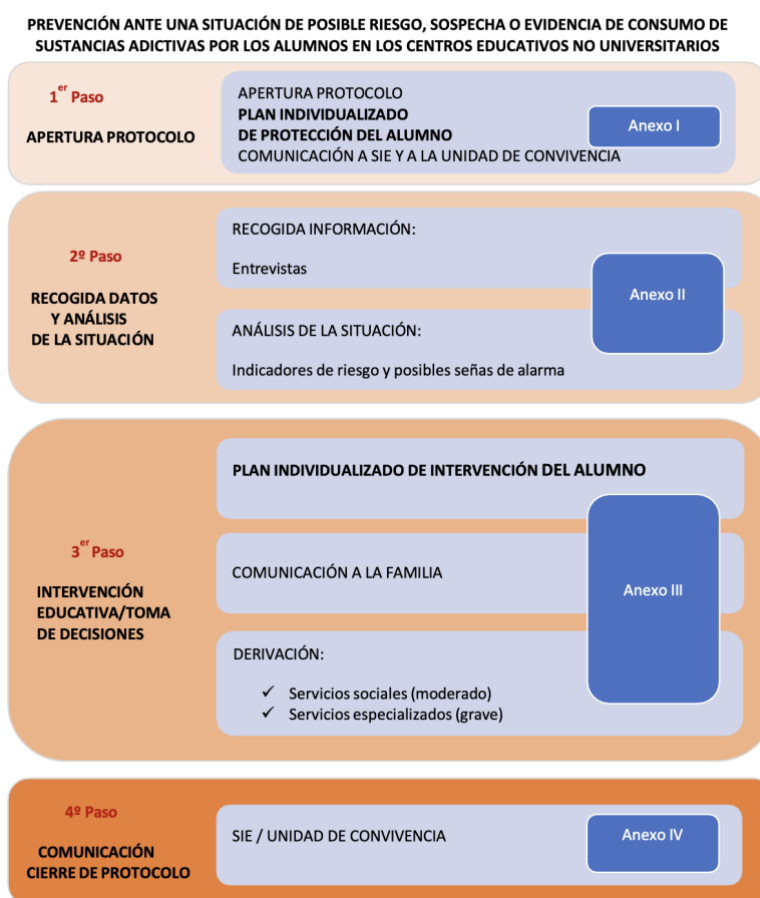 PREVENCIÓN ANTE UNA SITUACIÓN DE POSIBLE RIESGO, SOSPECHA O EVIDENCIA DE CONSUMO DE
SUSTANCIAS ADICTIVAS POR LOS ALUMNOS EN LOS CENTROS EDUCATIVOS NO UNIVERSITARIOS
1er Paso
APERTURA PROTOCOLO
APERTURA PROTOCOLO
PLAN INDIVIDUALIZADO
DE PROTECCIÓN DEL ALUMNO
COMUNICACIÓN A SIE Y A LA UNIDAD DE CONVIVENCIA
Anexo I
2º Paso
RECOGIDA DATOS
Y ANÁLISIS
DE LA SITUACIÓN
RECOGIDA INFORMACIÓN:
Entrevistas
ANÁLISIS DE LA SITUACIÓN:
Indicadores de riesgo y posibles señas de alarma
Anexo II
3er Paso
INTERVENCIÓN
EDUCATIVA/TOMA
DE DECISIONES
PLAN INDIVIDUALIZADO DE INTERVENCIÓN DEL ALUMNO
COMUNICACIÓN A LA FAMILIA
DERIVACIÓN:
✓ Servicios sociales (moderado)
✓ Servicios especializados (grave)
Anexo III
4º Paso
COMUNICACIÓN
CIERRE DE PROTOCOLO
SIE / UNIDAD DE CONVIVENCIA
Anexo IV